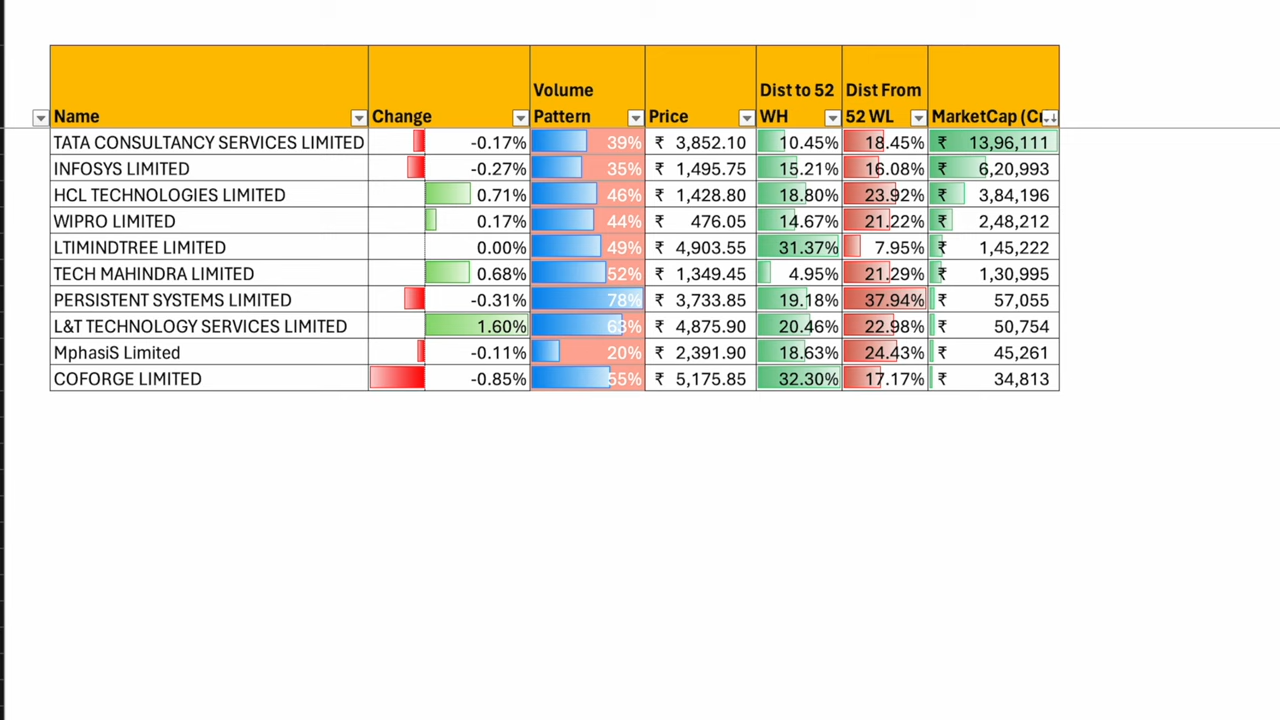 Name Change Volume Pattern Price Dist to 52 WH Dist From 52 WL MarketCap (Cr
TATA CONSULTANCY SERVICES LIMITED -0.17% 39% ₹ 3,852.10 10.45% 18.45% ₹ 13,96,111
INFOSYS LIMITED -0.27% 35% ₹ 1,495.75 15.21% 16.08% ₹ 6,20,993
HCL TECHNOLOGIES LIMITED 0.71% 46% ₹ 1,428.80 18.80% 23.92% ₹ 3,84,196
WIPRO LIMITED 0.17% 44% ₹ 476.05 14.67% 21.22% ₹ 2,48,212
LTIMINDTREE LIMITED 0.00% 49% ₹ 4,903.55 31.37% 7.95% ₹ 1,45,222
TECH MAHINDRA LIMITED 0.68% 52% ₹ 1,349.45 4.95% 21.29% ₹ 1,30,995
PERSISTENT SYSTEMS LIMITED -0.31% 78% ₹ 3,733.85 19.18% 37.94% ₹ 57,055
L&T TECHNOLOGY SERVICES LIMITED 1.60% 63% ₹ 4,875.90 20.46% 22.98% ₹ 50,754
MphasiS Limited -0.11% 20% ₹ 2,391.90 18.63% 24.43% ₹ 45,261
COFORGE LIMITED -0.85% 55% ₹ 5,175.85 32.30% 17.17% ₹ 34,813